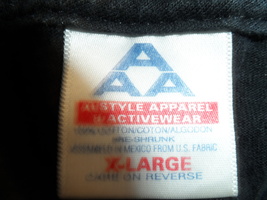 AAA
ALSTYLE APPAREL
& ACTIVEWEAR
100% COTTON/COTON/ALGODON
PRE-SHRUNK
ASSEMBLED IN MEXICO FROM U.S. FABRIC
X-LARGE
CARE ON REVERSE